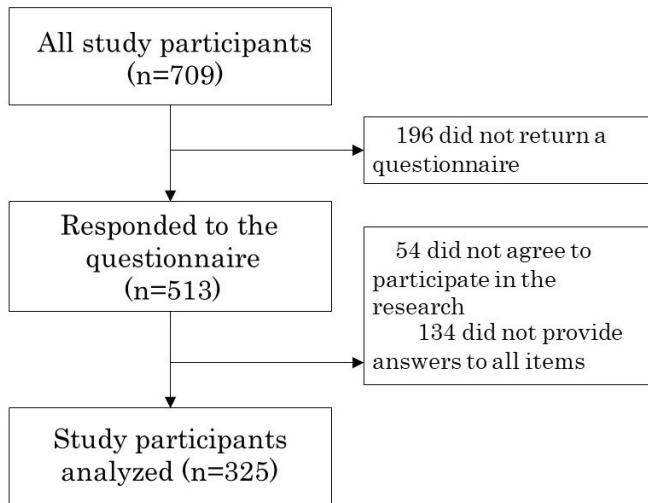 All study participants
(n=709)
196 did not return a
questionnaire
Responded to the
questionnaire
(n=513)
54 did not agree to
participate in the
research
134 did not provide
answers to all items
Study participants
analyzed (n=325)